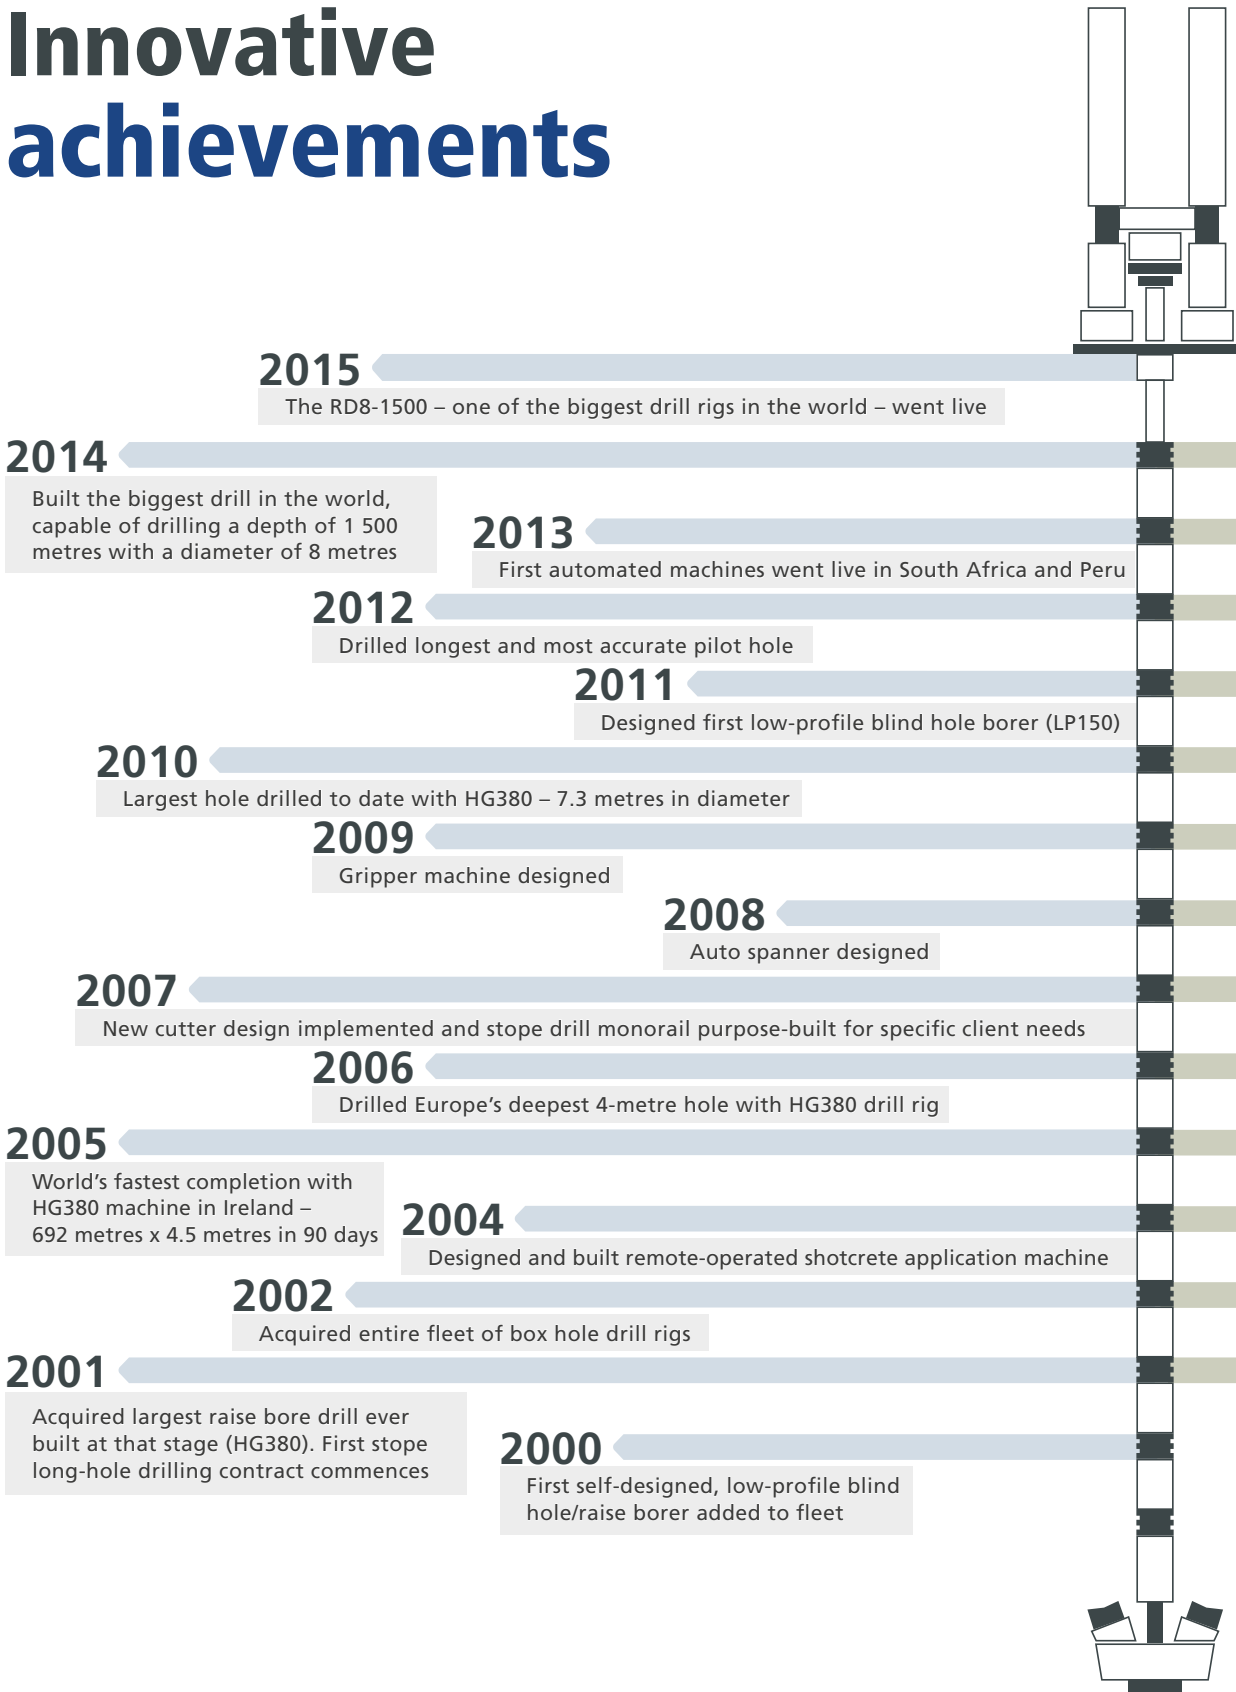 Innovative
achievements
2015
The RD8-1500 – one of the biggest drill rigs in the world – went live
2014
Built the biggest drill in the world,
capable of drilling a depth of 1 500
metres with a diameter of 8 metres
2013
First automated machines went live in South Africa and Peru
2012
Drilled longest and most accurate pilot hole
2011
Designed first low-profile blind hole borer (LP150)
2010
Largest hole drilled to date with HG380 – 7.3 metres in diameter
2009
Gripper machine designed
2008
Auto spanner designed
2007
New cutter design implemented and stope drill monorail purpose-built for specific client needs
2006
Drilled Europe’s deepest 4-metre hole with HG380 drill rig
2005
World’s fastest completion with
HG380 machine in Ireland –
692 metres x 4.5 metres in 90 days
2004
Designed and built remote-operated shotcrete application machine
2002
Acquired entire fleet of box hole drill rigs
2001
Acquired largest raise bore drill ever
built at that stage (HG380). First stope
long-hole drilling contract commences
2000
First self-designed, low-profile blind
hole/raise borer added to fleet